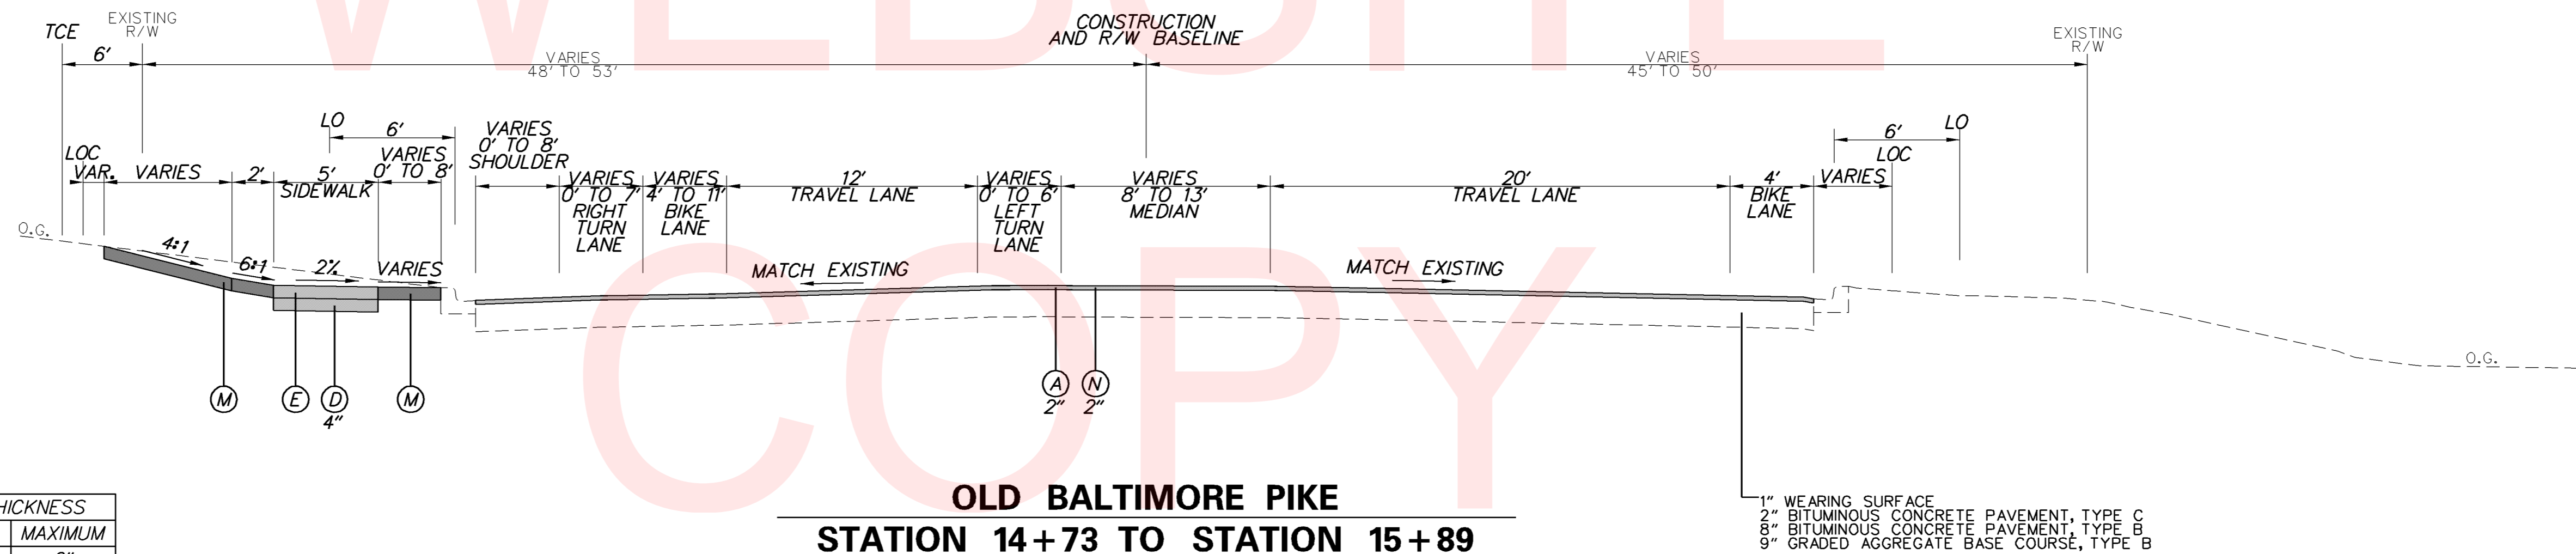 WEBSITE
COPY
TCE
EXISTING
R/W
6'
VARIES
48' TO 53'
CONSTRUCTION
AND R/W BASELINE
VARIES
45' TO 50'
EXISTING
R/W
LO
6'
LOC
VAR.
VARIES
2'
5'
SIDEWALK
VARIES
0' TO 8'
VARIES
0' TO 8'
SHOULDER
VARIES
0' TO 7'
RIGHT
TURN
LANE
VARIES
4' TO 11'
BIKE
LANE
12'
TRAVEL LANE
VARIES
0' TO 6'
LEFT
TURN
LANE
VARIES
8' TO 13'
MEDIAN
20'
TRAVEL LANE
4'
BIKE
LANE
VARIES
6'
LO
LOC
O.G.
4:1
6:1
2%
VARIES
MATCH EXISTING
MATCH EXISTING
O.G.
M
E
D
4"
M
A
2"
N
2"
1" WEARING SURFACE
2" BITUMINOUS CONCRETE PAVEMENT, TYPE C
8" BITUMINOUS CONCRETE PAVEMENT, TYPE B
9" GRADED AGGREGATE BASE COURSE, TYPE B
OLD BALTIMORE PIKE
STATION 14+73 TO STATION 15+89
HICKNESS
MAXIMUM